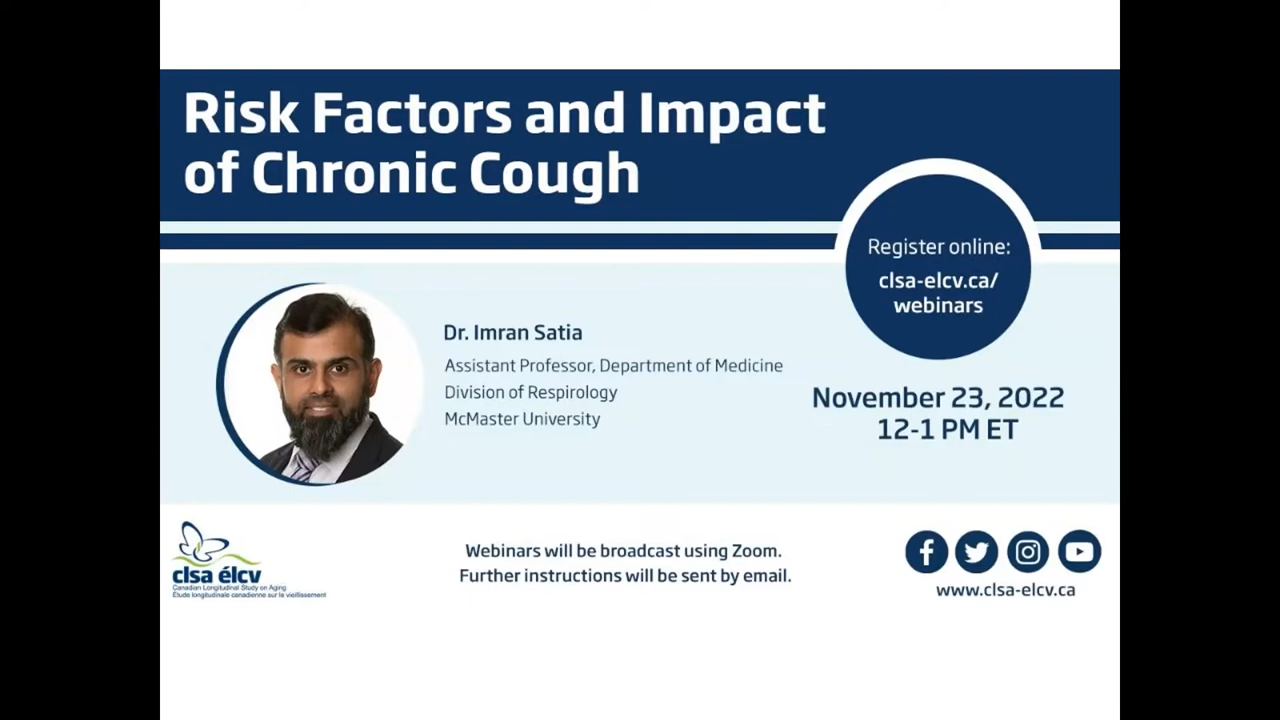 Risk Factors and Impact
of Chronic Cough
Register online:
clsa-elcv.ca/
webinars
Dr. Imran Satia
Assistant Professor, Department of Medicine
Division of Respirology
McMaster University
November 23, 2022
12-1 PM ET
clsa élcv
Canadian Longitudinal Study on Aging
Étude longitudinale canadienne sur le vieillissement
Webinars will be broadcast using Zoom.
Further instructions will be sent by email.
www.clsa-elcv.ca